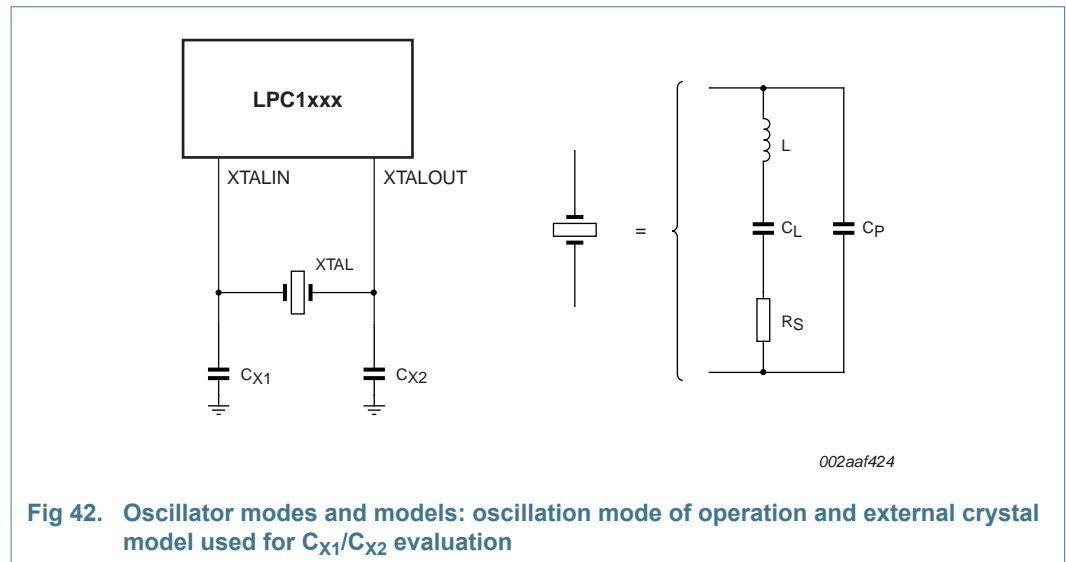 LPC1xxx
XTALIN
XTALOUT
XTAL
CX1
CX2
=
L
CL
CP
RS
002aaf424
Fig 42. Oscillator modes and models: oscillation mode of operation and external crystal
model used for CX1/CX2 evaluation